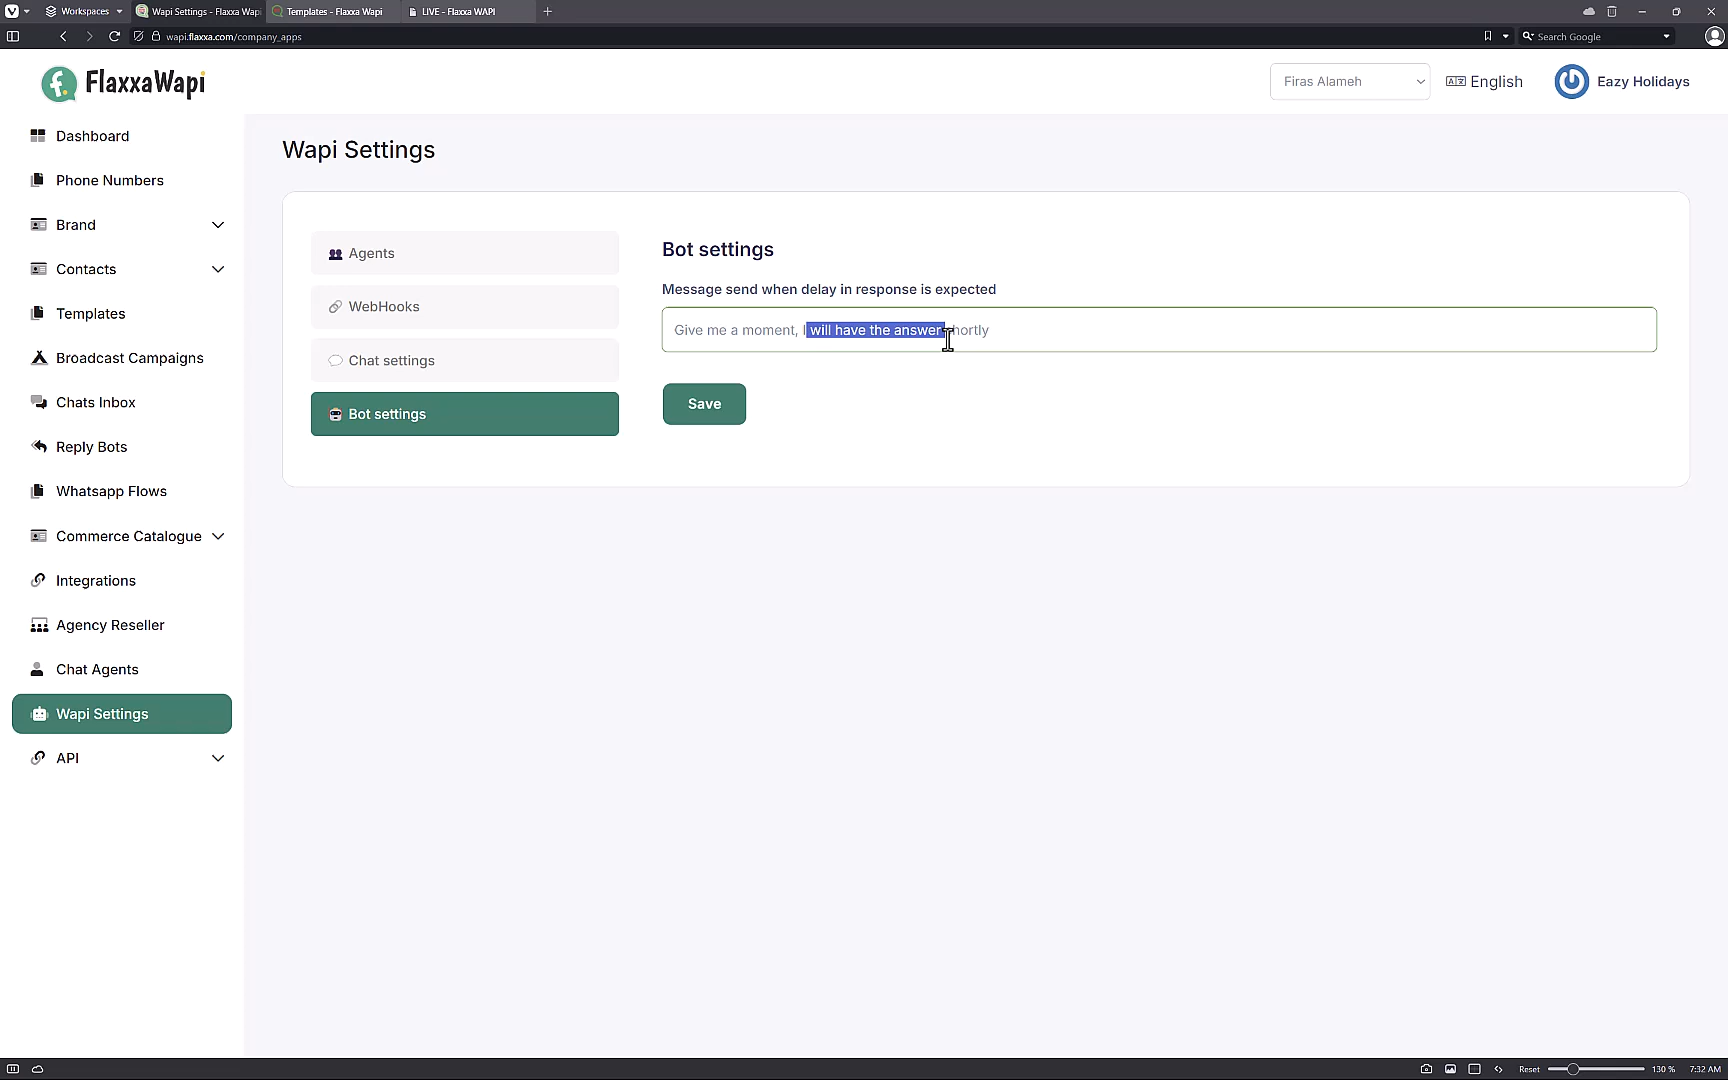 Workspaces
Wapi Settings - Flaxxa Wapi
Templates - Flaxxa Wapi
LIVE - Flaxxa WAPI
wapi.flaxxa.com/company_apps
Search Google
FlaxxaWapi
Firas Alameh
English
Eazy Holidays
Dashboard
Phone Numbers
Brand
Contacts
Templates
Broadcast Campaigns
Chats Inbox
Reply Bots
Whatsapp Flows
Commerce Catalogue
Integrations
Agency Reseller
Chat Agents
Wapi Settings
API
Wapi Settings
Agents
WebHooks
Chat settings
Bot settings
Bot settings
Message send when delay in response is expected
Give me a moment, I will have the answer shortly
Save
Reset
130 %
7:32 AM